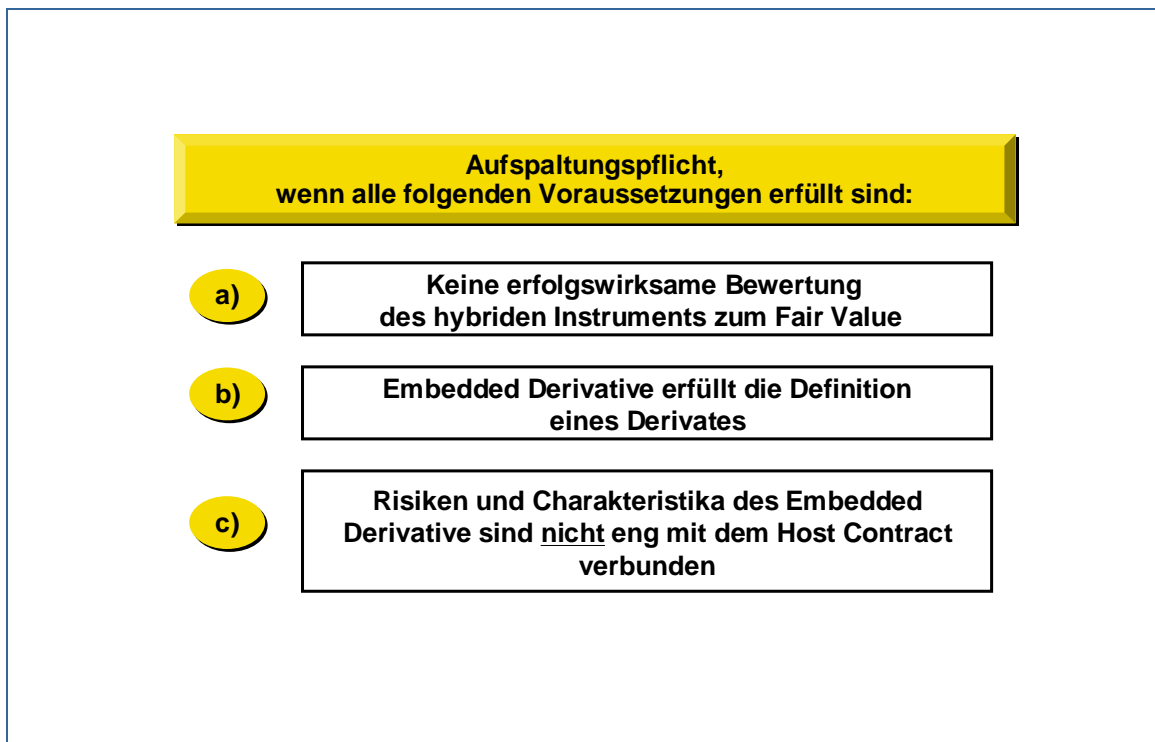 Aufspaltungspflicht,
wenn alle folgenden Voraussetzungen erfüllt sind:
a)
Keine erfolgswirksame Bewertung
des hybriden Instruments zum Fair Value
b)
Embedded Derivative erfüllt die Definition
eines Derivates
c)
Risiken und Charakteristika des Embedded
Derivative sind nicht eng mit dem Host Contract
verbunden